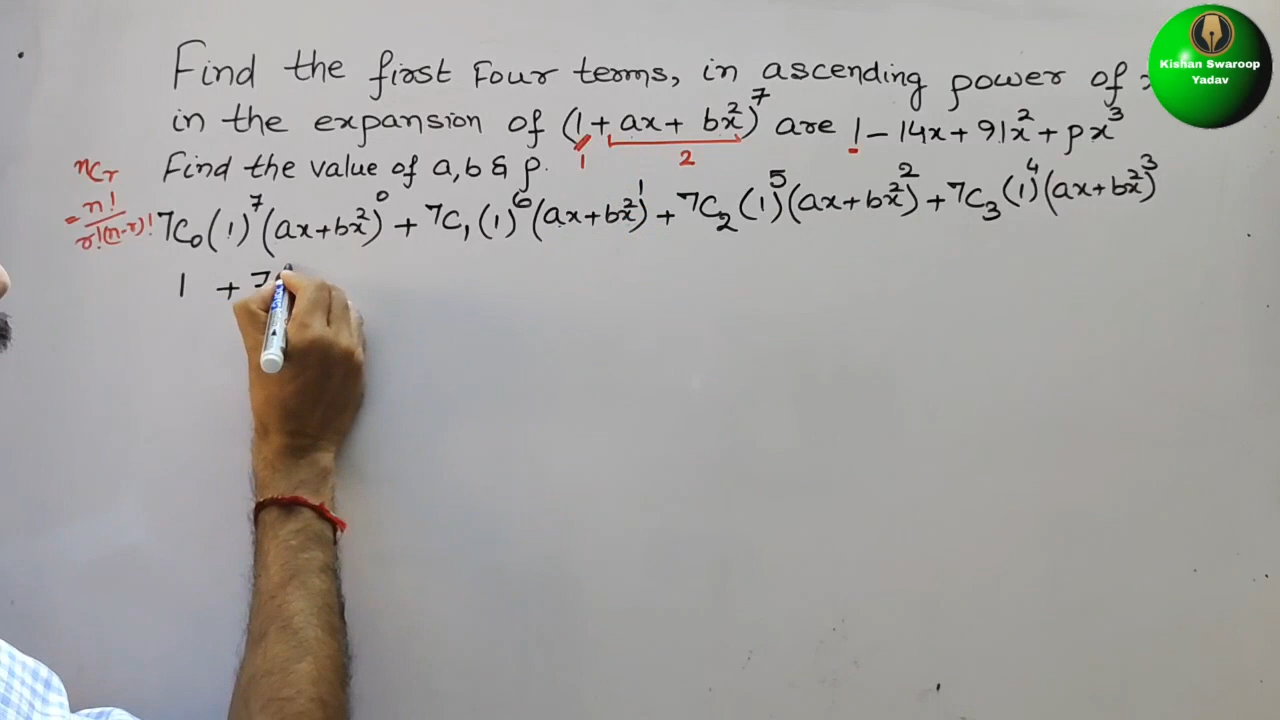 Find the first Four terms, in ascending power of
in the expansion of (1 + ax + bx²)⁷ are 1 - 14x + 91x² + px³
1 2
Find the value of a, b & p.
nCr
= n! / r!(n-r)!
7C₀(1)⁷(ax+bx²)⁰ + 7C₁(1)⁶(ax+bx²)¹ + 7C₂(1)⁵(ax+bx²)² + 7C₃(1)⁴(ax+bx²)³
1 + 7
Kishan Swaroop
Yadav